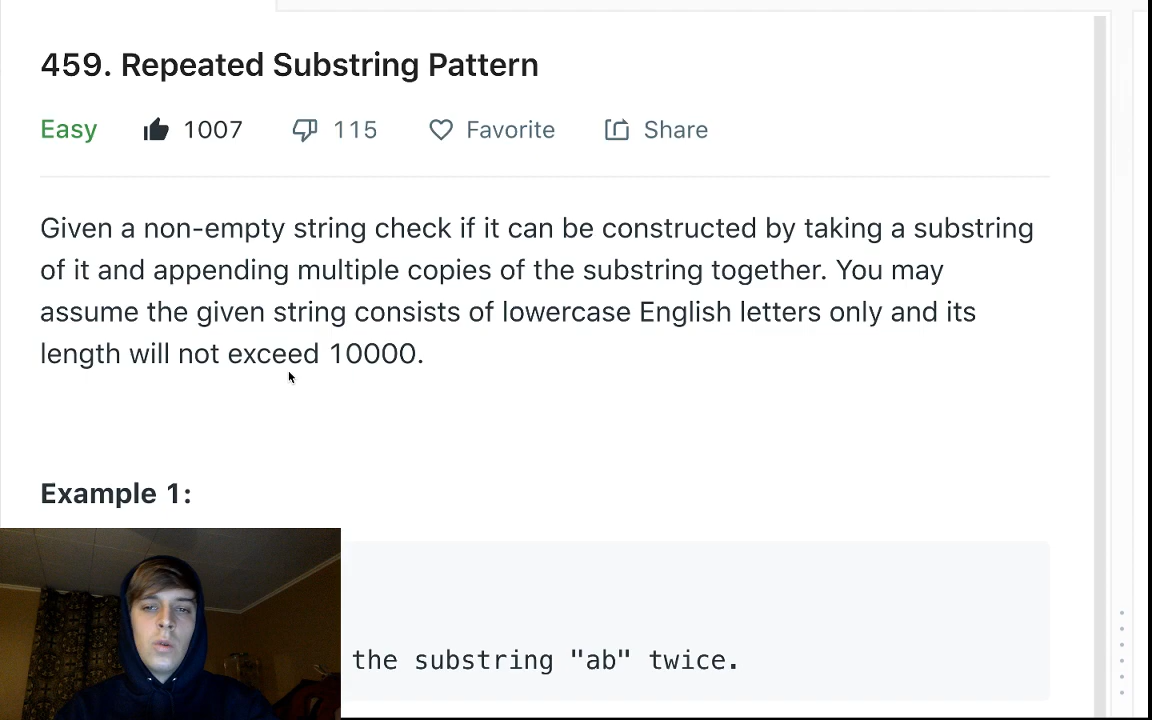 459. Repeated Substring Pattern
Easy 1007 115 Favorite Share
Given a non-empty string check if it can be constructed by taking a substring
of it and appending multiple copies of the substring together. You may
assume the given string consists of lowercase English letters only and its
length will not exceed 10000.
Example 1:
the substring "ab" twice.